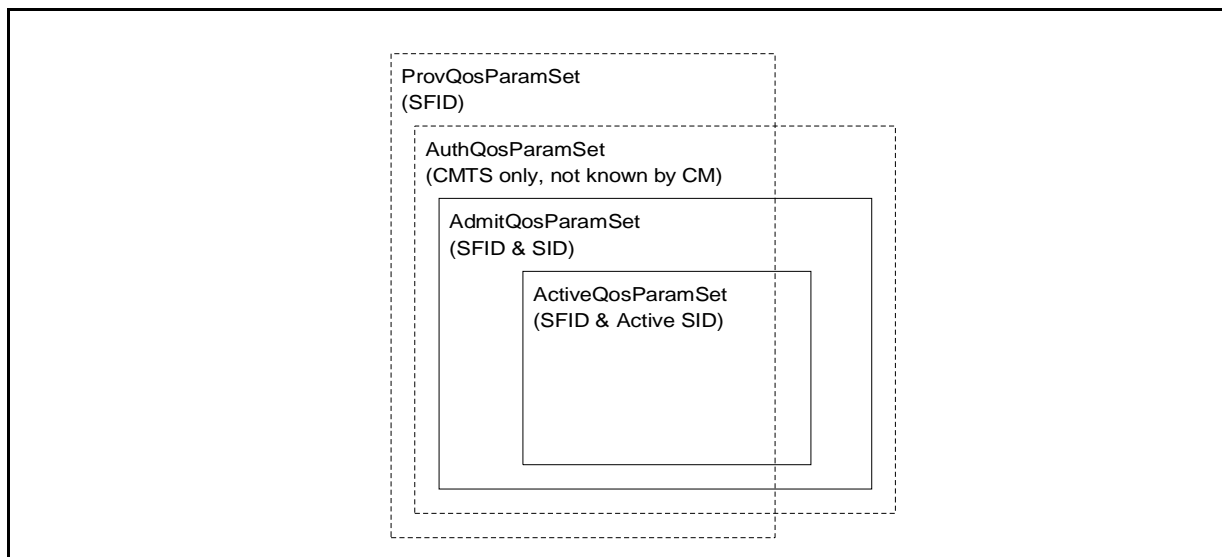 ProvQosParamSet
(SFID)
AuthQosParamSet
(CMTS only, not known by CM)
AdmitQosParamSet
(SFID & SID)
ActiveQosParamSet
(SFID & Active SID)